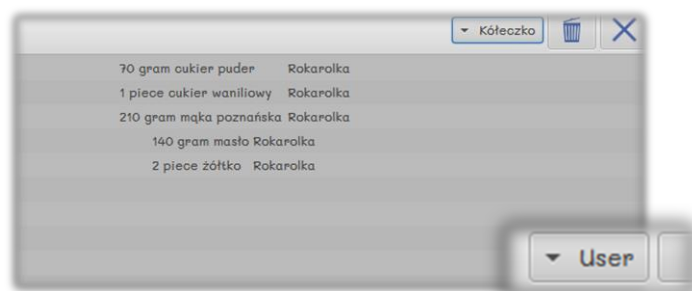 Kółeczko
70 gram cukier puder Rokarolka
1 piece cukier waniliowy Rokarolka
210 gram mąka poznańska Rokarolka
140 gram masło Rokarolka
2 piece żółtko Rokarolka
User